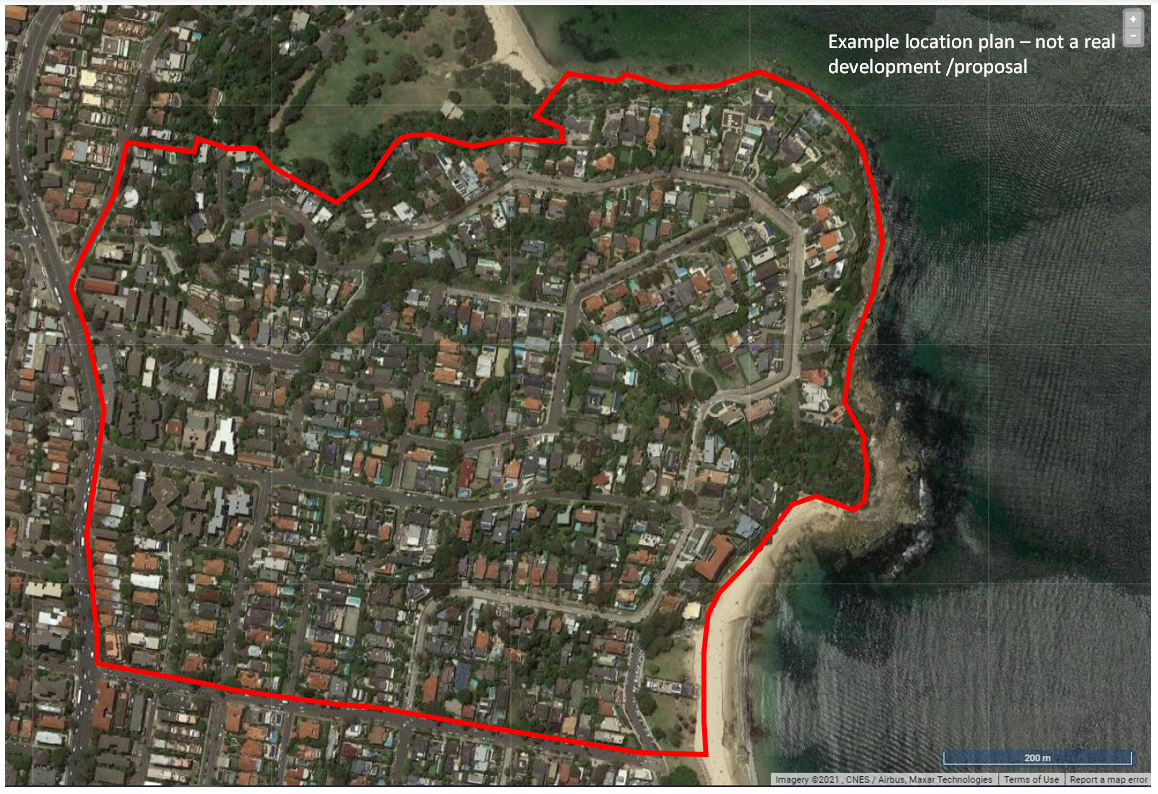 +
-
Example location plan – not a real
development /proposal
200 m
Imagery ©2021 , CNES / Airbus, Maxar Technologies
Terms of Use
Report a map error